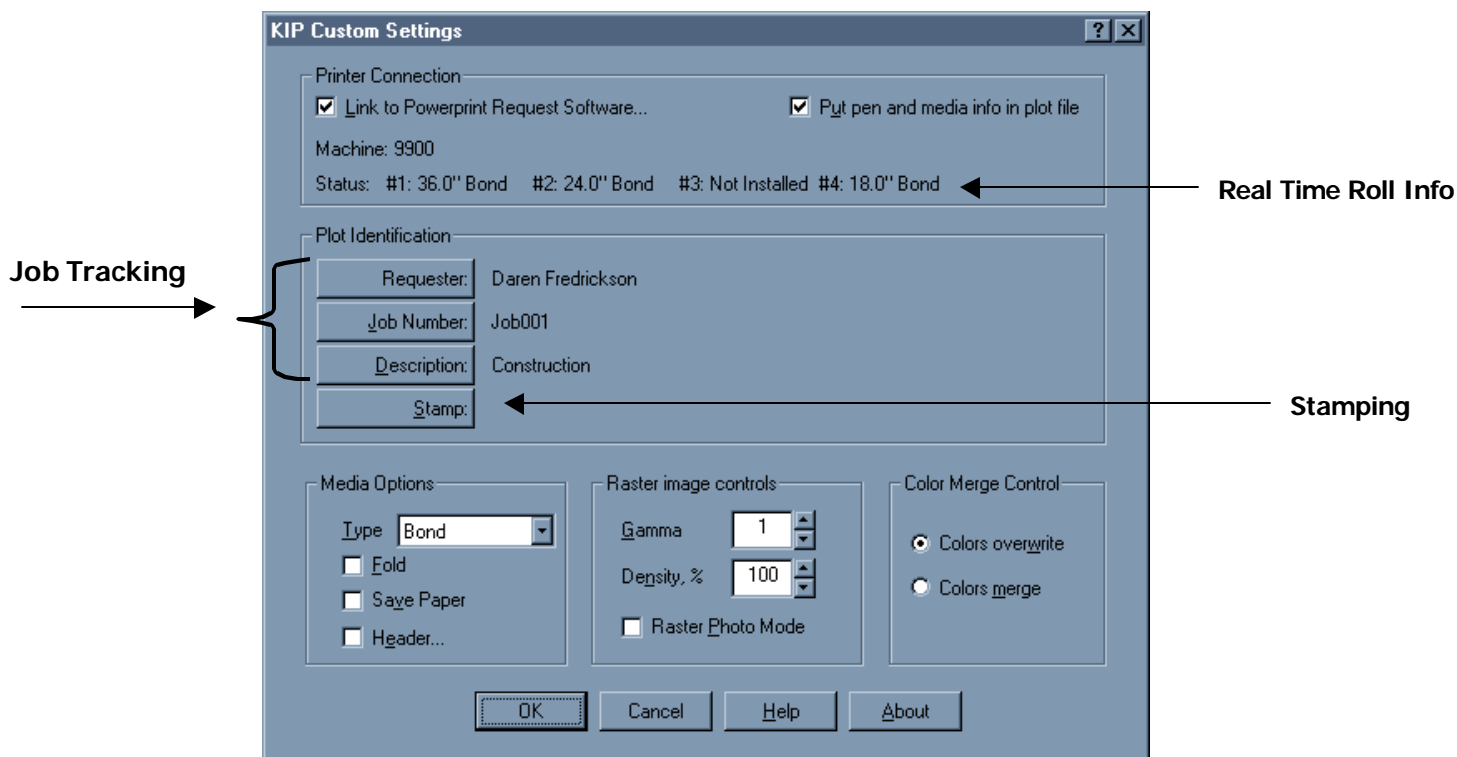 KIP Custom Settings
Printer Connection
Link to Powerprint Request Software... Put pen and media info in plot file
Machine: 9900
Status: #1: 36.0" Bond #2: 24.0" Bond #3: Not Installed #4: 18.0" Bond
Real Time Roll Info
Plot Identification
Job Tracking
Requester: Daren Fredrickson
Job Number: Job001
Description: Construction
Stamp:
Stamping
Media Options
Type Bond
Fold
Save Paper
Header...
Raster image controls
Gamma 1
Density, % 100
Raster Photo Mode
Color Merge Control
Colors overwrite
Colors merge
OK Cancel Help About